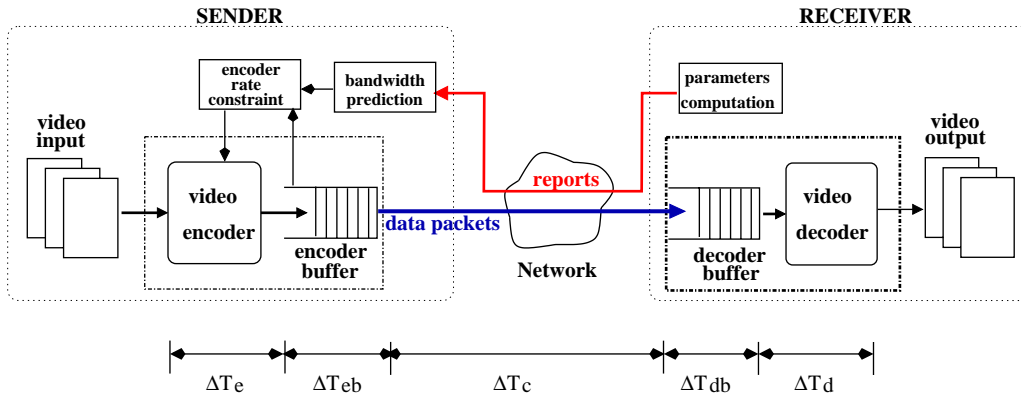 SENDER
RECEIVER
encoder
rate
constraint
bandwidth
prediction
parameters
computation
video
input
video
output
video
encoder
reports
data packets
video
decoder
encoder
buffer
Network
decoder
buffer
ΔTe
ΔTeb
ΔTc
ΔTdb
ΔTd